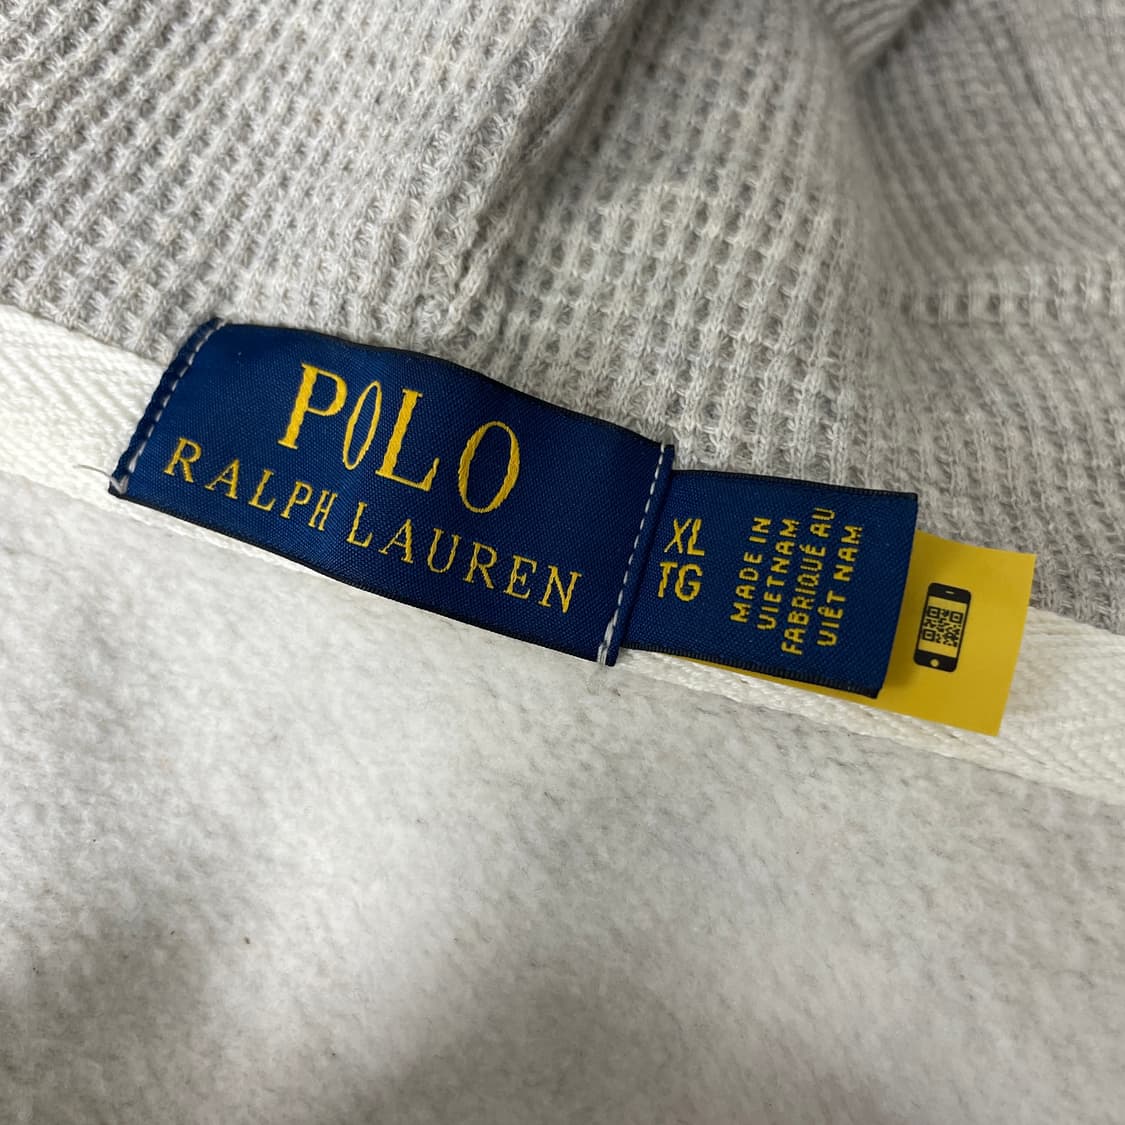 POLO
RALPH LAUREN
XL
TG
MADE IN
VIETNAM
FABRIQUÉ AU
VIÊT NAM